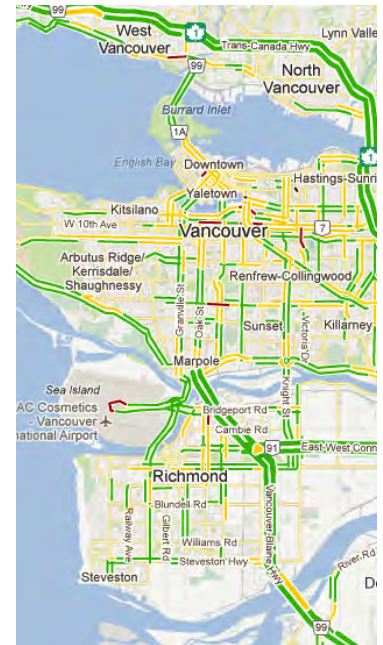 99
West
Vancouver
1
Lynn Valle
Trans-Canada Hwy
99
North
Vancouver
Burrard Inlet
1A
1
English Bay
Downtown
Hastings-Sunri
Yaletown
Kitsilano
W 10th Ave
7
Vancouver
Arbutus Ridge/
Kerrisdale/
Shaughnessy
Renfrew-Collingwood
Granville St
Oak St
Sunset
Victoria Dr
Killarney
Marpole
Sea Island
Knight St
AC Cosmetics
- Vancouver
national Airport
Bridgeport Rd
Cambie Rd
91
East-West Conn
Richmond
Vancouver-Blaine Hwy
Blundell Rd
Railway Ave
Gilbert Rd
Williams Rd
Steveston Hwy
River Rd
Steveston
De
99